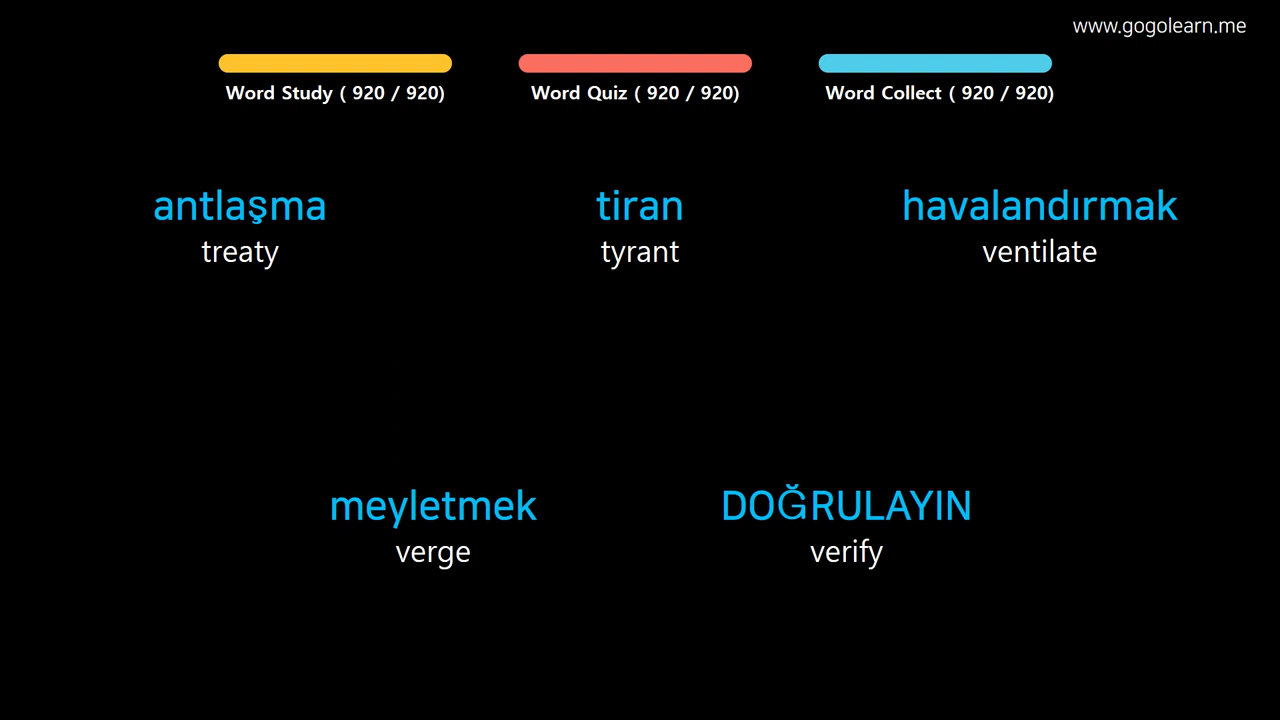 www.gogolearn.me
Word Study ( 920 / 920)
Word Quiz ( 920 / 920)
Word Collect ( 920 / 920)
antlaşma
treaty
tiran
tyrant
havalandırmak
ventilate
meyletmek
verge
DOĞRULAYIN
verify